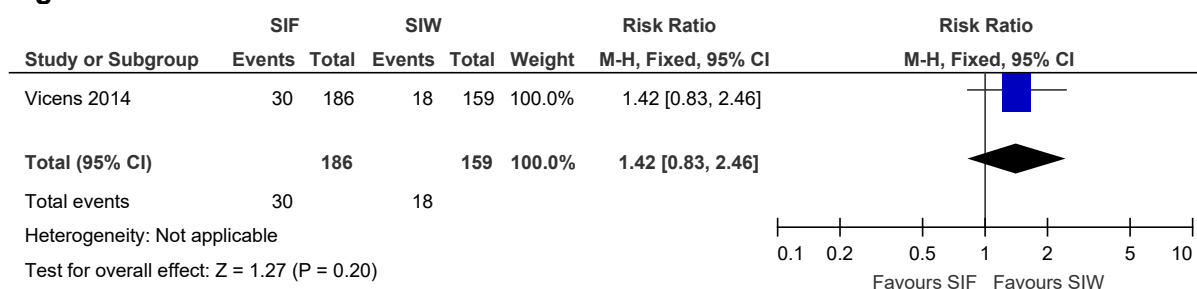 SIF SIW Risk Ratio Risk Ratio
Study or Subgroup Events Total Events Total Weight M-H, Fixed, 95% CI M-H, Fixed, 95% CI
Vicens 2014 30 186 18 159 100.0% 1.42 [0.83, 2.46]
Total (95% CI) 186 159 100.0% 1.42 [0.83, 2.46]
Total events 30 18
Heterogeneity: Not applicable
Test for overall effect: Z = 1.27 (P = 0.20)
0.1 0.2 0.5 1 2 5 10
Favours SIF Favours SIW